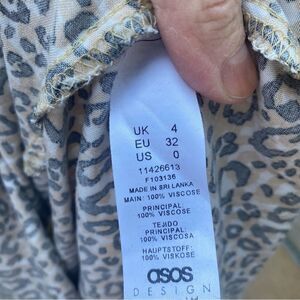 UK 4
EU 32
US 0
11426613
F103136
MADE IN SRI LANKA
MAIN: 100% VISCOSE
PRINCIPAL:
100% VISCOSE
TEJIDO
PRINCIPAL:
100% VISCOSA
HAUPTSTOFF:
100% VISKOSE
asos
DESIGN